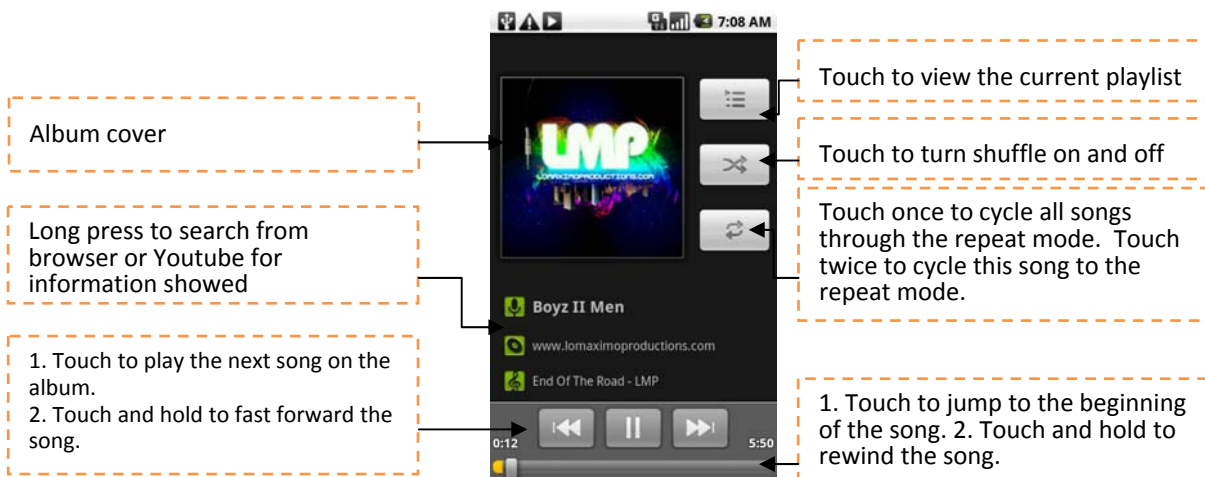 7:08 AM
Album cover
Long press to search from
browser or Youtube for
information showed
1. Touch to play the next song on the
album.
2. Touch and hold to fast forward the
song.
LMP
LOMAXIMOPRODUCTIONS.COM
Boyz II Men
www.lomaximoproductions.com
End Of The Road - LMP
0:12
5:50
Touch to view the current playlist
Touch to turn shuffle on and off
Touch once to cycle all songs
through the repeat mode. Touch
twice to cycle this song to the
repeat mode.
1. Touch to jump to the beginning
of the song. 2. Touch and hold to
rewind the song.